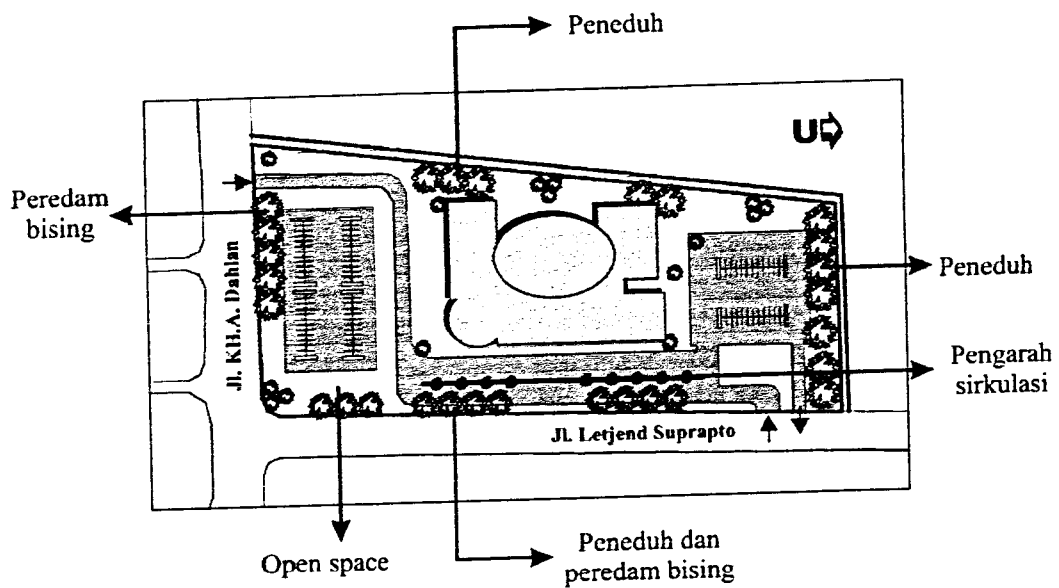 Peneduh
U
Peredam
bising
Jl. KH.A. Dahlan
Peneduh
Pengarah
sirkulasi
Jl. Letjend Suprapto
Open space
Peneduh dan
peredam bising